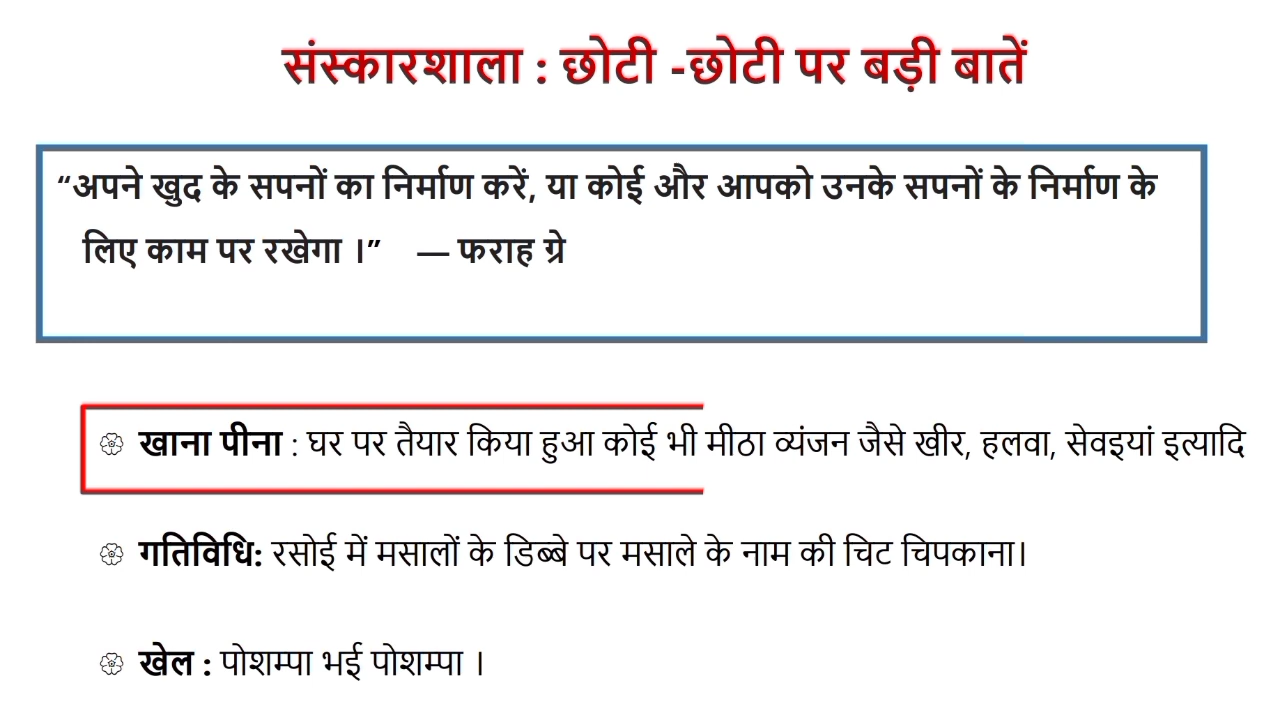 संस्कारशाला : छोटी -छोटी पर बड़ी बातें
“अपने खुद के सपनों का निर्माण करें, या कोई और आपको उनके सपनों के निर्माण के
लिए काम पर रखेगा ।” — फराह ग्रे
खाना पीना : घर पर तैयार किया हुआ कोई भी मीठा व्यंजन जैसे खीर, हलवा, सेवइयां इत्यादि
गतिविधि: रसोई में मसालों के डिब्बे पर मसाले के नाम की चिट चिपकाना।
खेल : पोशम्पा भई पोशम्पा ।